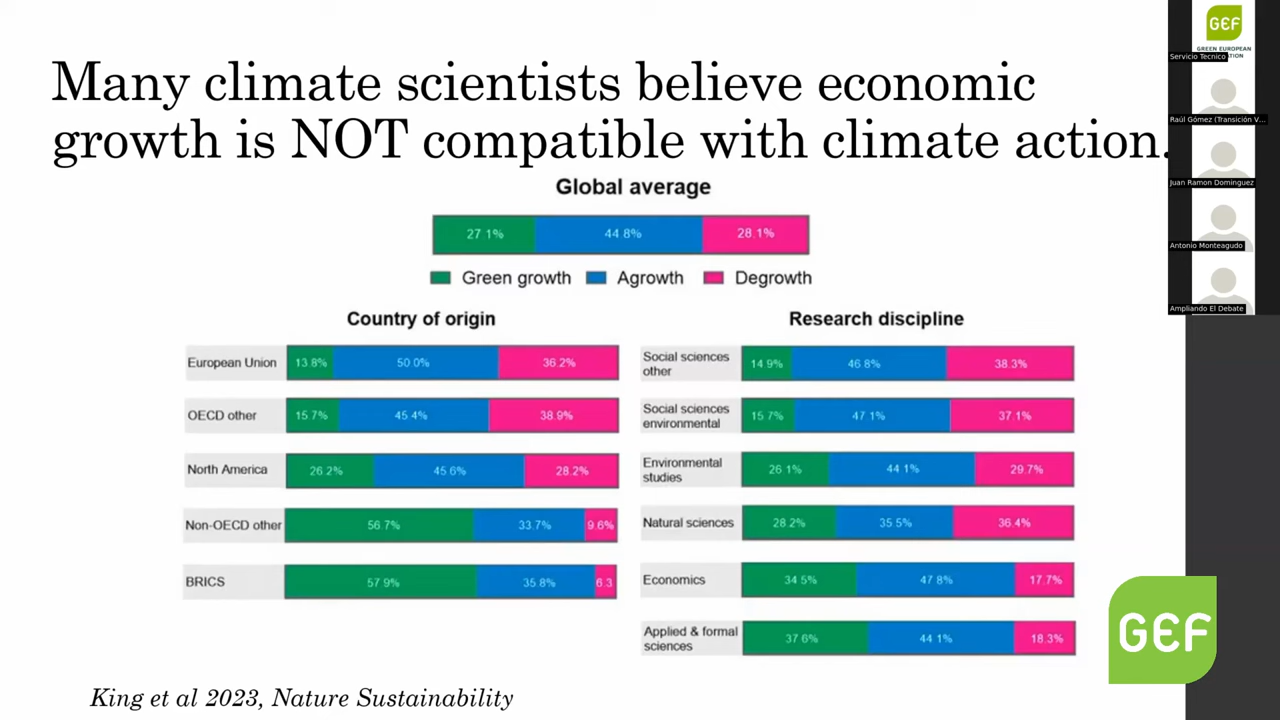 Many climate scientists believe economic
growth is NOT compatible with climate action.
Global average
27.1% 44.8% 28.1%
Green growth Agrowth Degrowth
Country of origin
European Union 13.8% 50.0% 36.2%
OECD other 15.7% 45.4% 38.9%
North America 26.2% 45.6% 28.2%
Non-OECD other 56.7% 33.7% 9.6%
BRICS 57.9% 35.8% 6.3
Research discipline
Social sciences
other
14.9% 46.8% 38.3%
Social sciences
environmental
15.7% 47.1% 37.1%
Environmental
studies
26.1% 44.1% 29.7%
Natural sciences 28.2% 35.5% 36.4%
Economics 34.5% 47.8% 17.7%
Applied & formal
sciences
37.6% 44.1% 18.3%
King et al 2023, Nature Sustainability
GEF
GREEN EUROPEAN
Servicio Tecnico
Raúl Gómez (Transición V...
Juan Ramon Dominguez
Antonio Monteagudo
Ampliando El Debate
GEF